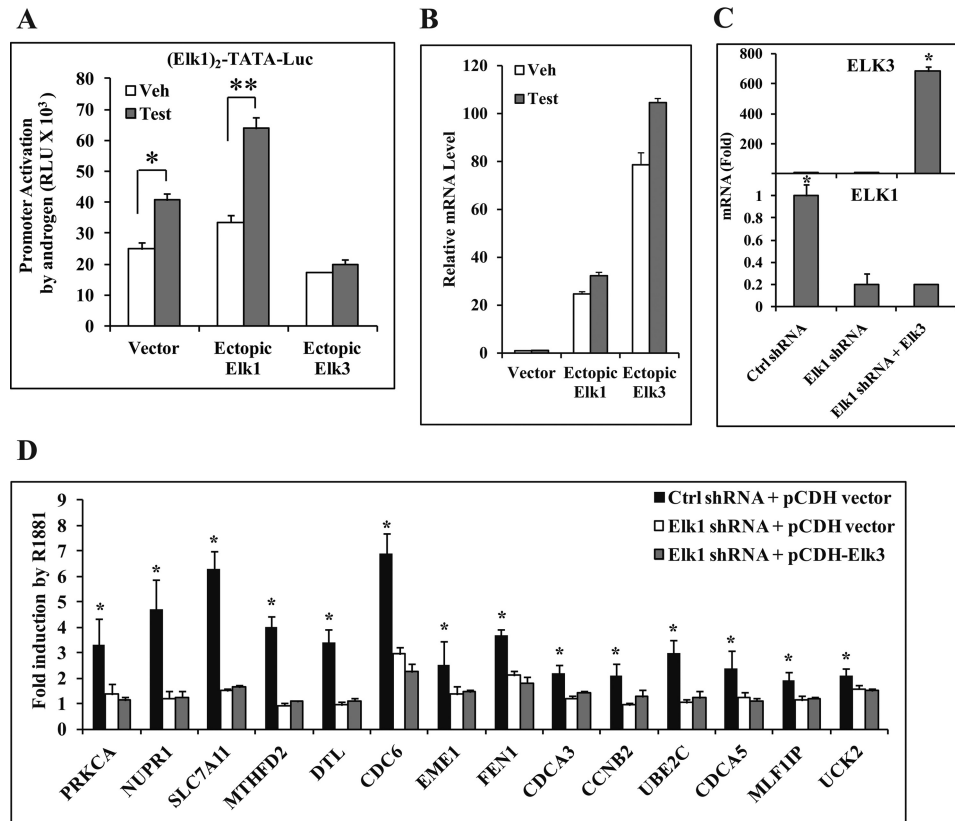 A
(Elk1)2-TATA-Luc
Promoter Activation
by androgen (RLU X 10³)
80
70
60
50
40
30
20
10
0
Veh
Test
*
**
Vector
Ectopic
Elk1
Ectopic
Elk3
B
Relative mRNA Level
120
100
80
60
40
20
0
Veh
Test
Vector
Ectopic
Elk1
Ectopic
Elk3
C
mRNA (Fold)
800
600
400
200
ELK3
*
1
0.8
0.6
0.4
0.2
0
ELK1
*
Ctrl shRNA
Elk1 shRNA
Elk1 shRNA + Elk3
D
Fold induction by R1881
9
8
7
6
5
4
3
2
1
0
Ctrl shRNA + pCDH vector
Elk1 shRNA + pCDH vector
Elk1 shRNA + pCDH-Elk3
* * * * * * * * * * * * * *
PRKCA
NUPR1
SLC7A11
MTHFD2
DTL
CDC6
EME1
FEN1
CDCA3
CCNB2
UBE2C
CDCA5
MLF1IP
UCK2